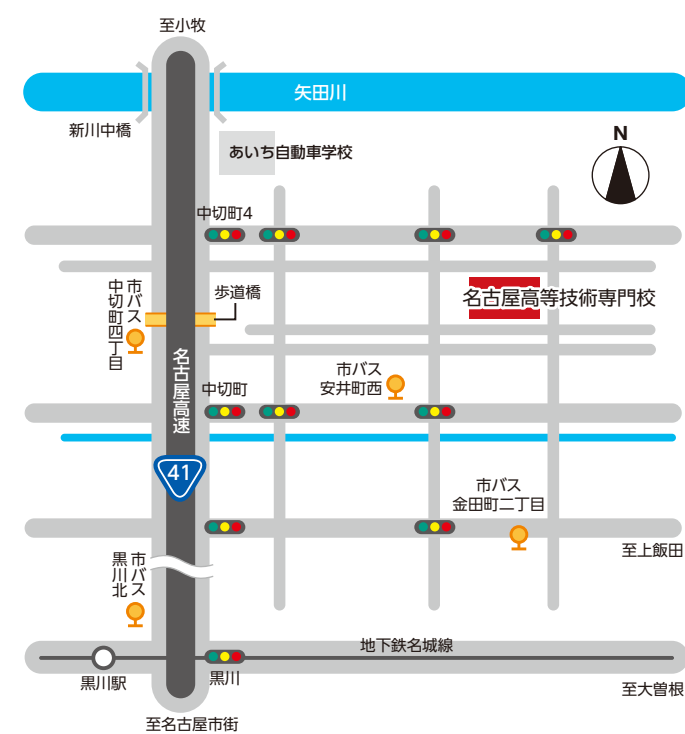 至小牧
矢田川
新川中橋
あいち自動車学校
N
中切町4
市バス
中切町四丁目
歩道橋
名古屋高等技術専門校
名古屋高速
市バス
安井町西
中切町
41
市バス
金田町二丁目
至上飯田
市バス
黒川北
地下鉄名城線
黒川駅
黒川
至大曽根
至名古屋市街